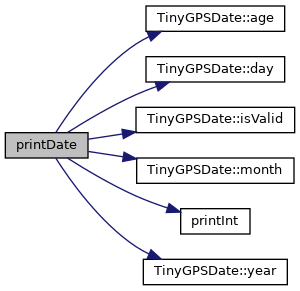 TinyGPSDate::age
TinyGPSDate::day
TinyGPSDate::isValid
printDate
TinyGPSDate::month
printInt
TinyGPSDate::year